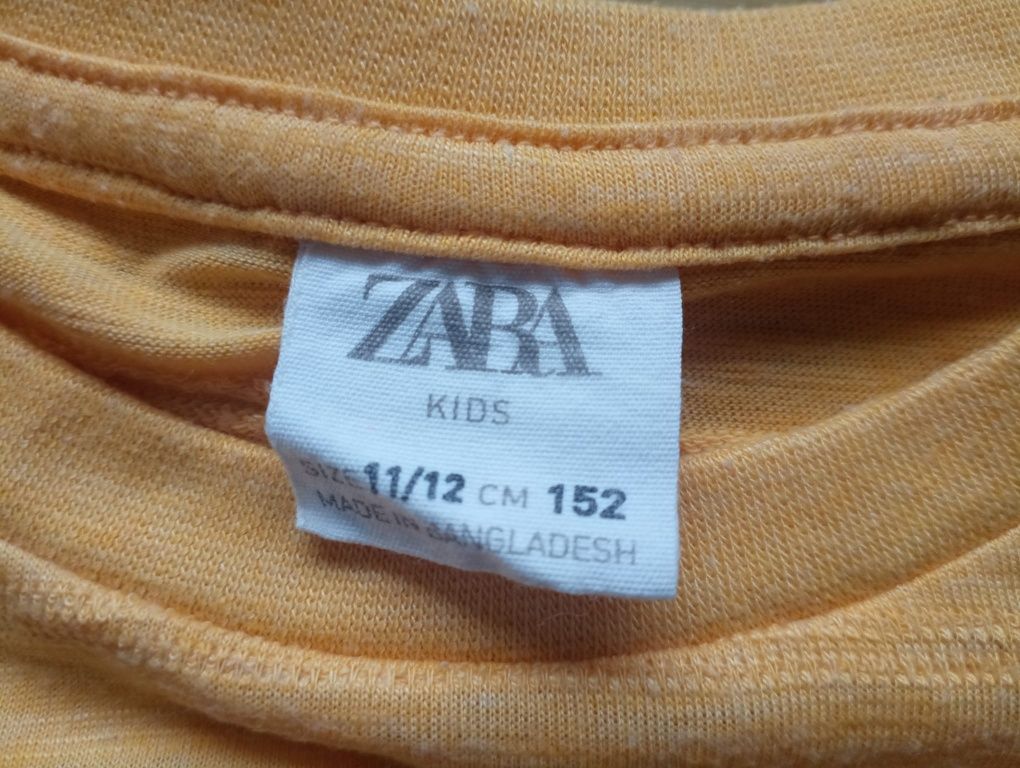 ZARA
KIDS
SIZE 11/12 CM 152
MADE IN BANGLADESH